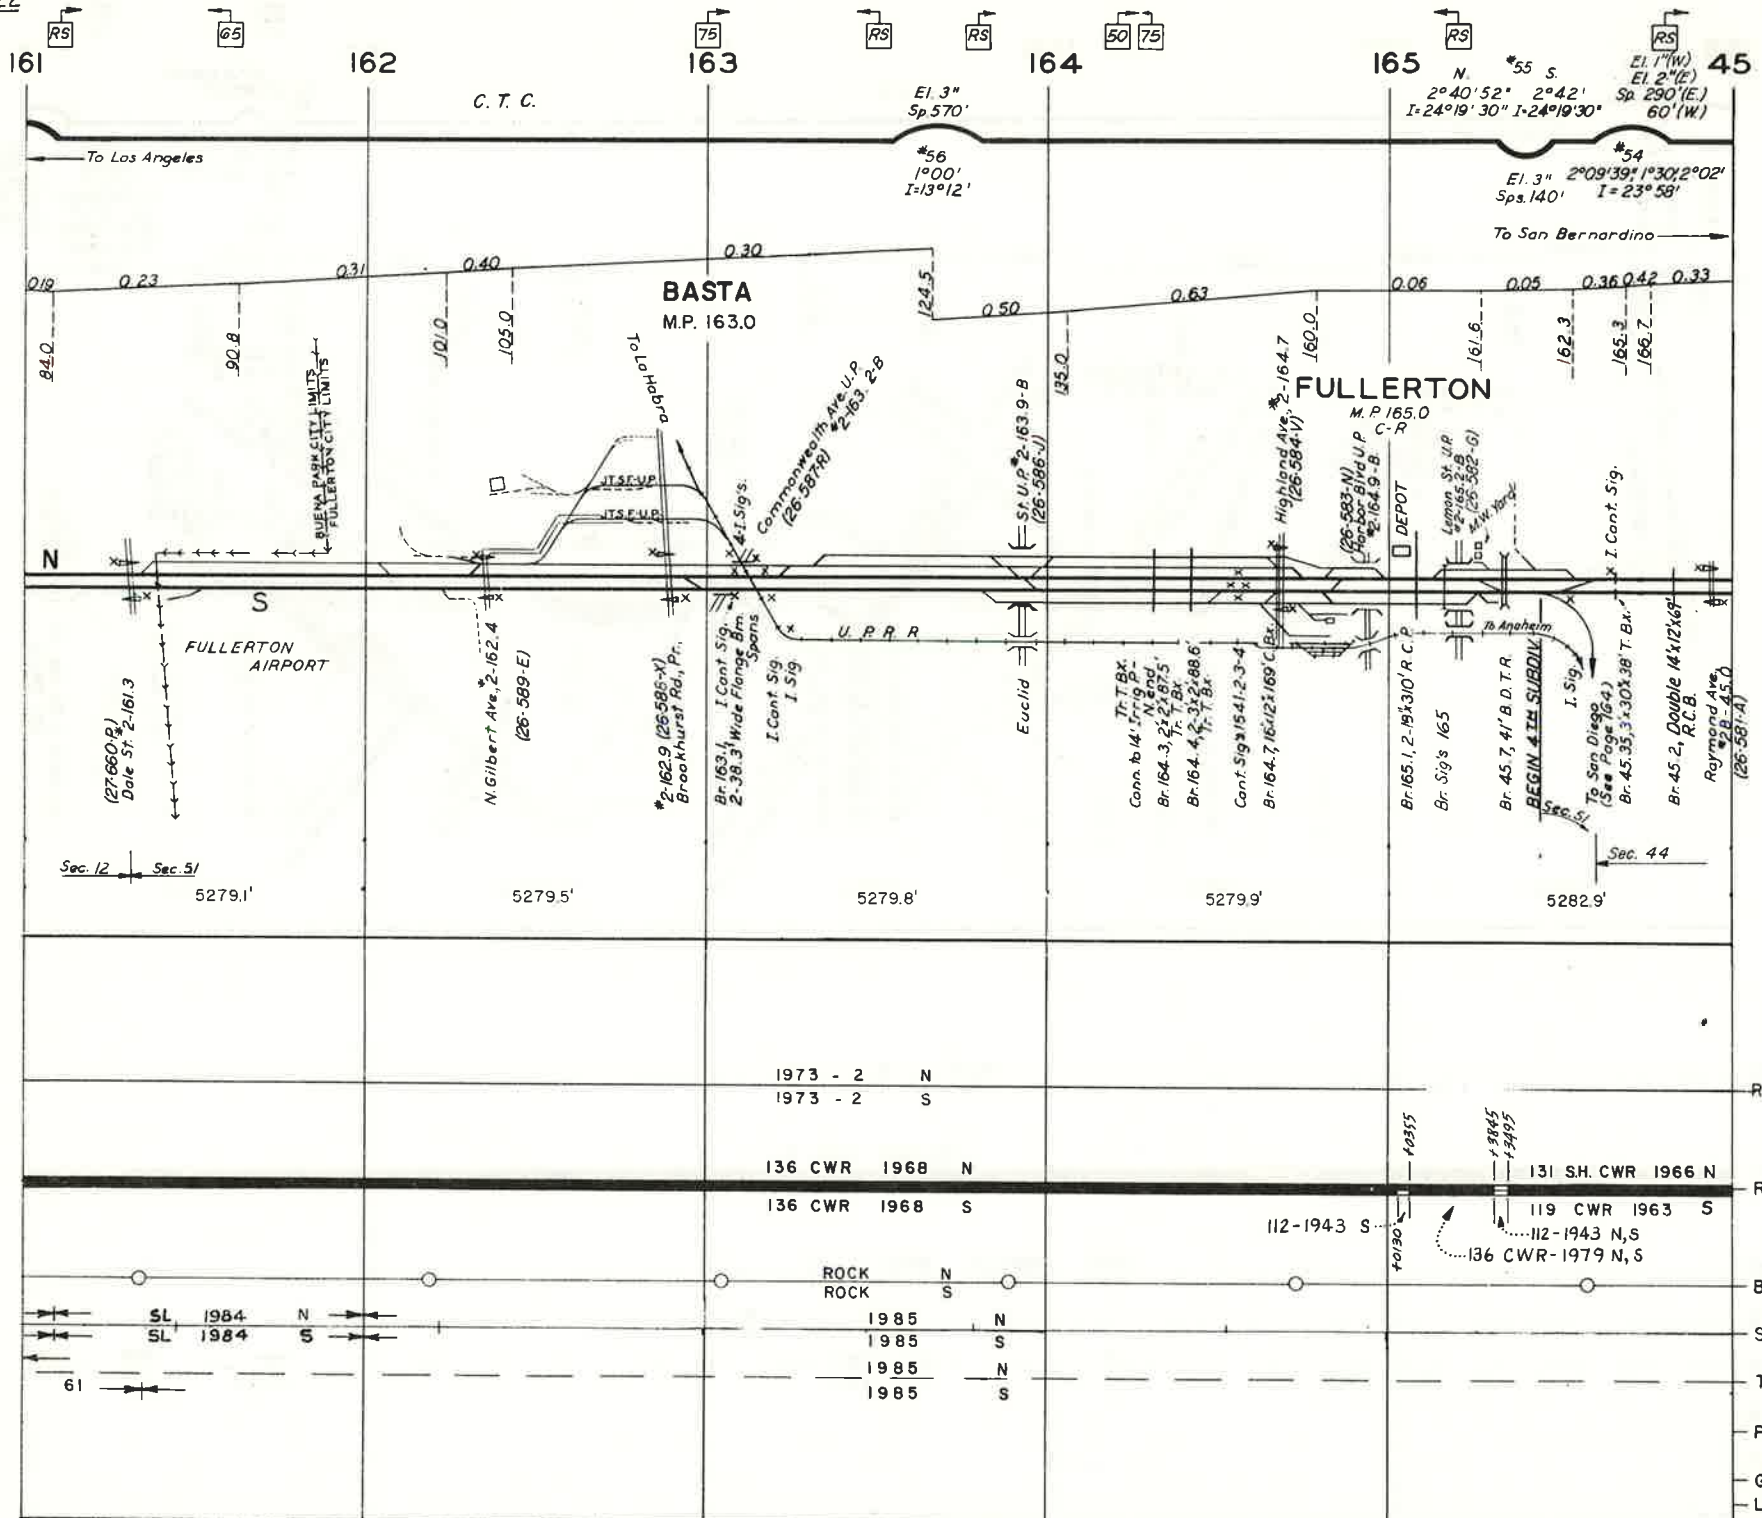 22
RS 65 75 RS RS 50 75 RS RS
161 162 163 164 165 45
C. T. C.
El. 3"
Sp. 570'
N. #55 S.
2°40'52" 2°42'
I=24°19'30" I=24°19'30"
El. 1"(W)
El. 2"(E)
Sp. 290'(E.)
60'(W.)
To Los Angeles
#56
1°00'
I=13°12'
El. 3"
Sps. 140'
#54
2°09'39", 1°30', 2°02'
I=23°58'
To San Bernardino
0.19 0.23 0.31 0.40 0.30 0.50 0.63 0.06 0.05 0.36 0.42 0.33
84.0
90.8
101.0
105.0
124.5
135.0
160.0
161.6
162.3
165.3
166.7
BASTA
M.P. 163.0
FULLERTON
M.P. 165.0
C-R
BUENA PARK CITY LIMITS
FULLERTON CITY LIMITS
To La Habra
JT.S.F.-U.P.
JT.S.F.-U.P.
4-I.Sig's.
Commonwealth Ave. U.P.
(26-587-R) #2-163.2-B
St. U.P. #2-163.9-B
(26-586-J)
Highland Ave., #2-164.7
(26-584-V)
(26-583-N)
Harbor Blvd U.P.
#2-164.9-B
DEPOT
Lemon St. U.P.
#2-165.2-B
(26-582-G)
M.W. Yard
I. Cant. Sig.
N
S
FULLERTON
AIRPORT
U. P. R. R
To Anaheim
(27-660-P)
Dale St. #2-161.3
N. Gilbert Ave., #2-162.4
(26-589-E)
#2-162.9 (26-588-X)
Brookhurst Rd., Pr.
Br. 163.1, I. Cant Sig.
2-38.3' Wide Flange Bm.
Spans
I. Cant. Sig.
I. Sig.
Euclid
Conn. to 14" Irrig P-
N. end
Tr. T. Bx.
Br. 164.3, 2'x2'x87.5'
Tr. T. Bx.
Br. 164.4, 2-3'x2'x88.6'
Tr. T. Bx.
Cant. Sig's 1541-2-3-4
Br. 164.7, 16'x12'x169' C. Bx.
Br. 165.1, 2-19'x310' R. C. P.
Br. Sig's 165
Br. 45.7, 41' B. D. T. R.
BEGIN 4TH SUBDIV.
I. Sig.
To San Diego
(See Page 164)
Br. 45.35, 3'x30"x38' T. Bx.
Br. 45.2, Double 14'x12'x69'
R.C.B.
Raymond Ave.
#2B-45.0
(26-581-A)
Sec. 51
Sec. 12 Sec. 51
Sec. 44
5279.1' 5279.5' 5279.8' 5279.9' 5282.9'
1973 - 2 N
1973 - 2 S
R
+0355
+3845
+3495
136 CWR 1968 N
131 S.H. CWR 1966 N
R
136 CWR 1968 S
119 CWR 1963 S
112-1943 S
+0130
112-1943 N,S
136 CWR-1979 N,S
ROCK N
ROCK S
B
SL 1984 N
SL 1984 S
1985 N
1985 S
S
1985 N
1985 S
T
61
P
G
L